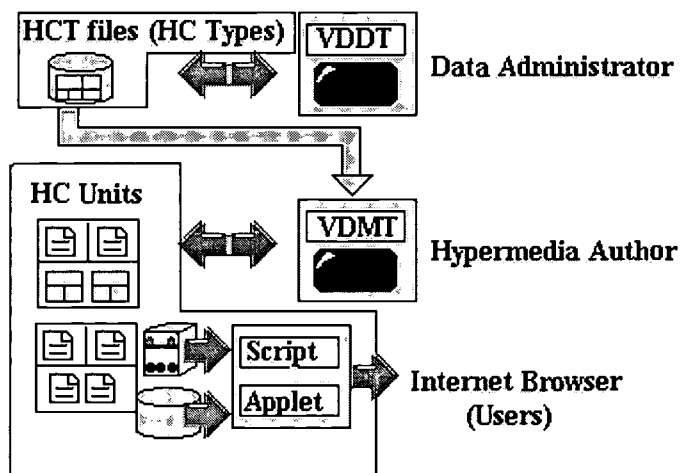 HCT files (HC Types)
VDDT
Data Administrator
HC Units
VDMT
Hypermedia Author
Script
Applet
Internet Browser
(Users)